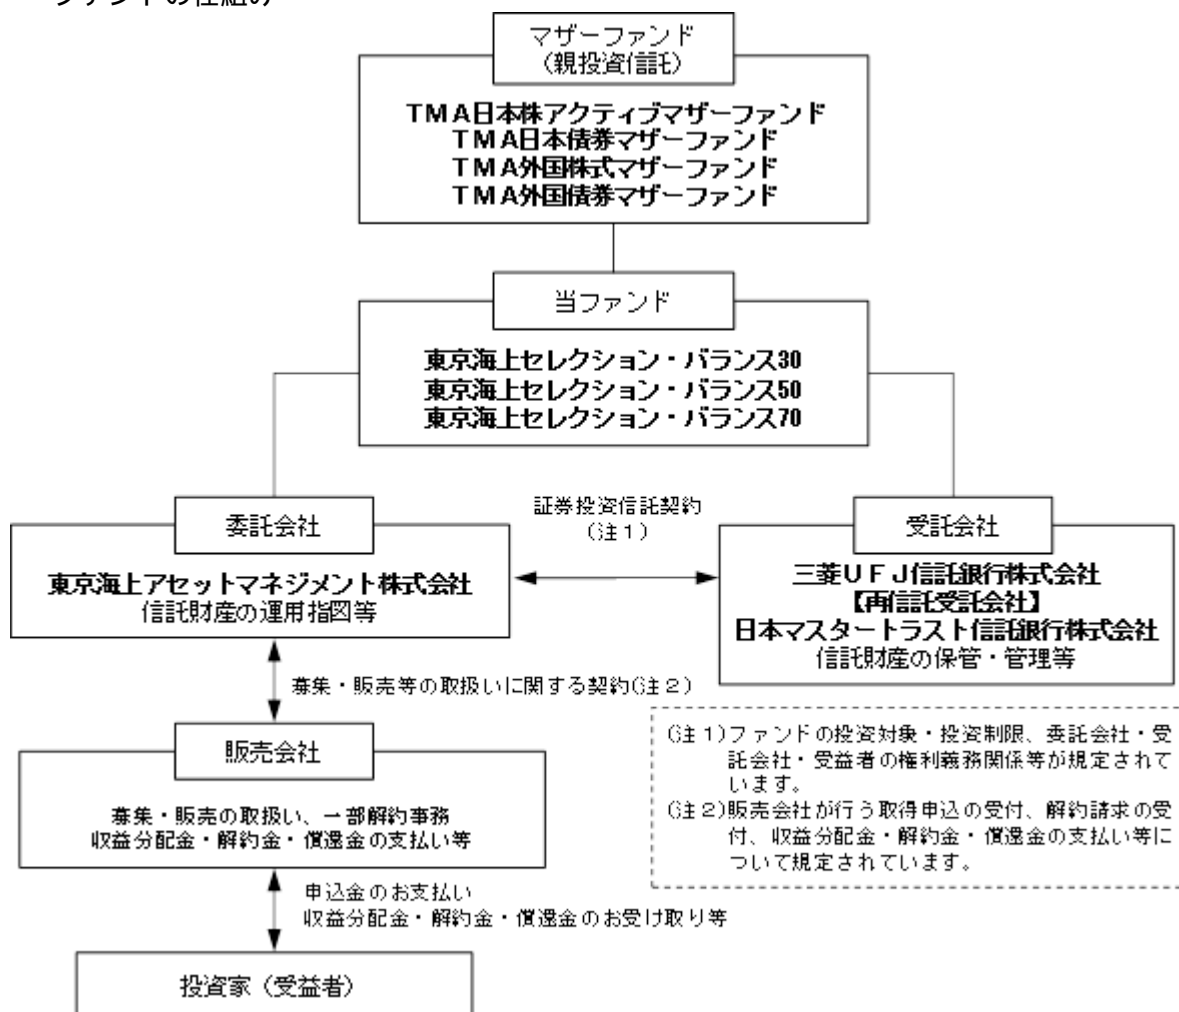 ファンドの仕組み
マザーファンド
(親投資信託)
TMA日本株アクティブマザーファンド
TMA日本債券マザーファンド
TMA外国株式マザーファンド
TMA外国債券マザーファンド
当ファンド
東京海上セレクション・バランス30
東京海上セレクション・バランス50
東京海上セレクション・バランス70
委託会社
東京海上アセットマネジメント株式会社
信託財産の運用指図等
証券投資信託契約
(注1)
受託会社
三菱UFJ信託銀行株式会社
【再信託受託会社】
日本マスタートラスト信託銀行株式会社
信託財産の保管・管理等
募集・販売等の取扱いに関する契約(注2)
販売会社
募集・販売の取扱い、一部解約事務
収益分配金・解約金・償還金の支払い等
(注1)ファンドの投資対象・投資制限、委託会社・受
託会社・受益者の権利義務関係等が規定されて
います。
(注2)販売会社が行う取得申込の受付、解約請求の受
付、収益分配金・解約金・償還金の支払い等に
ついて規定されています。
申込金のお支払い
収益分配金・解約金・償還金のお受け取り等
投資家(受益者)